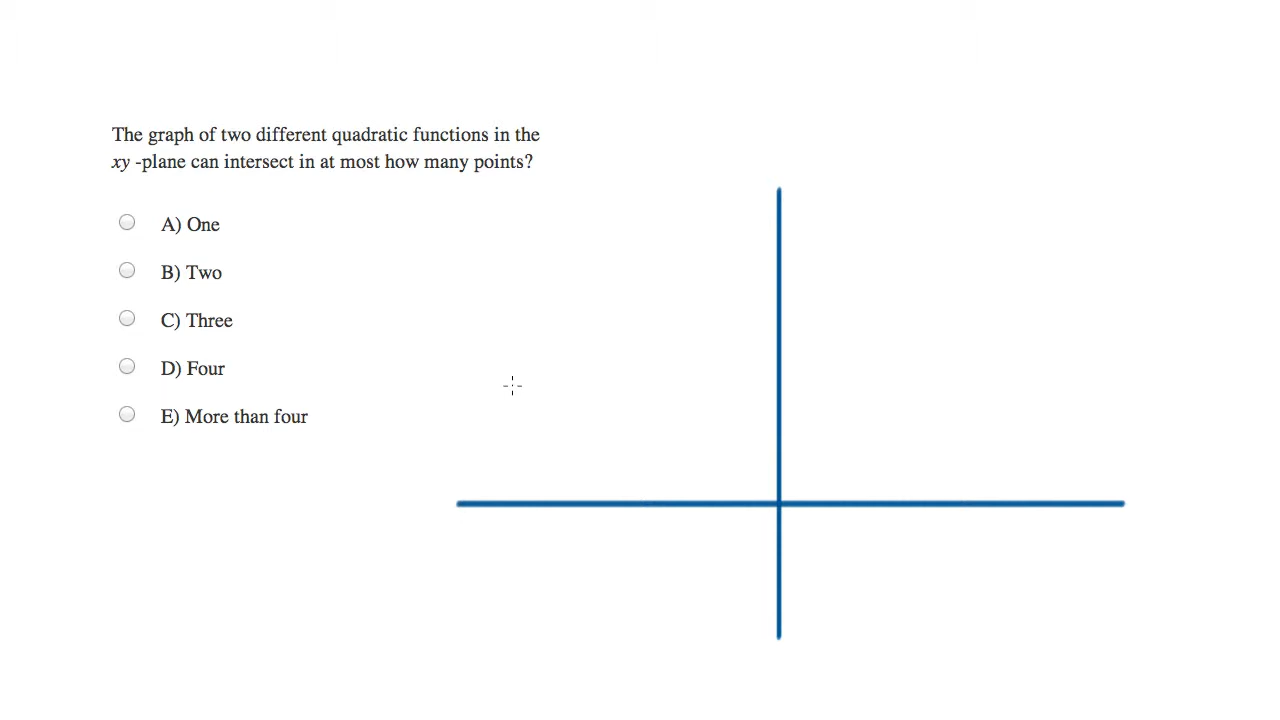 The graph of two different quadratic functions in the
xy -plane can intersect in at most how many points?
A) One
B) Two
C) Three
D) Four
E) More than four